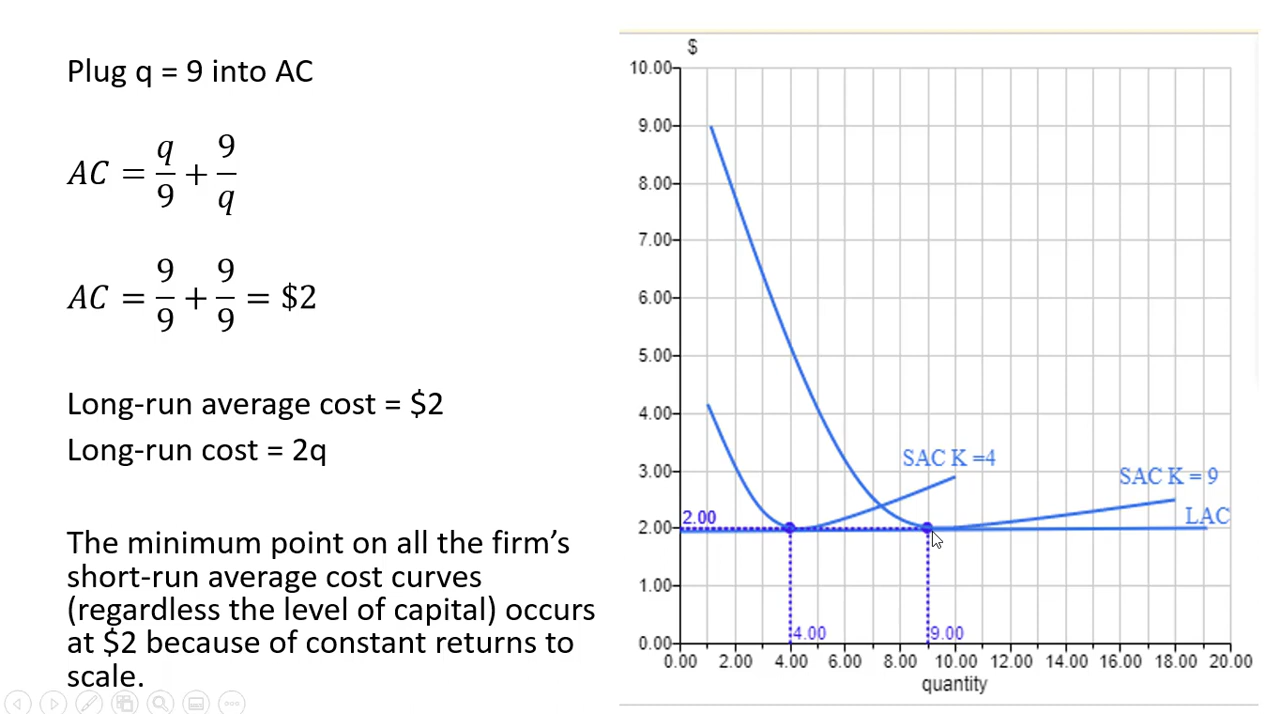 Plug q = 9 into AC
AC = q/9 + 9/q
AC = 9/9 + 9/9 = $2
Long-run average cost = $2
Long-run cost = 2q
The minimum point on all the firm’s
short-run average cost curves
(regardless the level of capital) occurs
at $2 because of constant returns to
scale.
$
10.00
9.00
8.00
7.00
6.00
5.00
4.00
3.00
2.00
1.00
0.00
SAC K =4
SAC K = 9
LAC
2.00
4.00
9.00
0.00 2.00 4.00 6.00 8.00 10.00 12.00 14.00 16.00 18.00 20.00
quantity